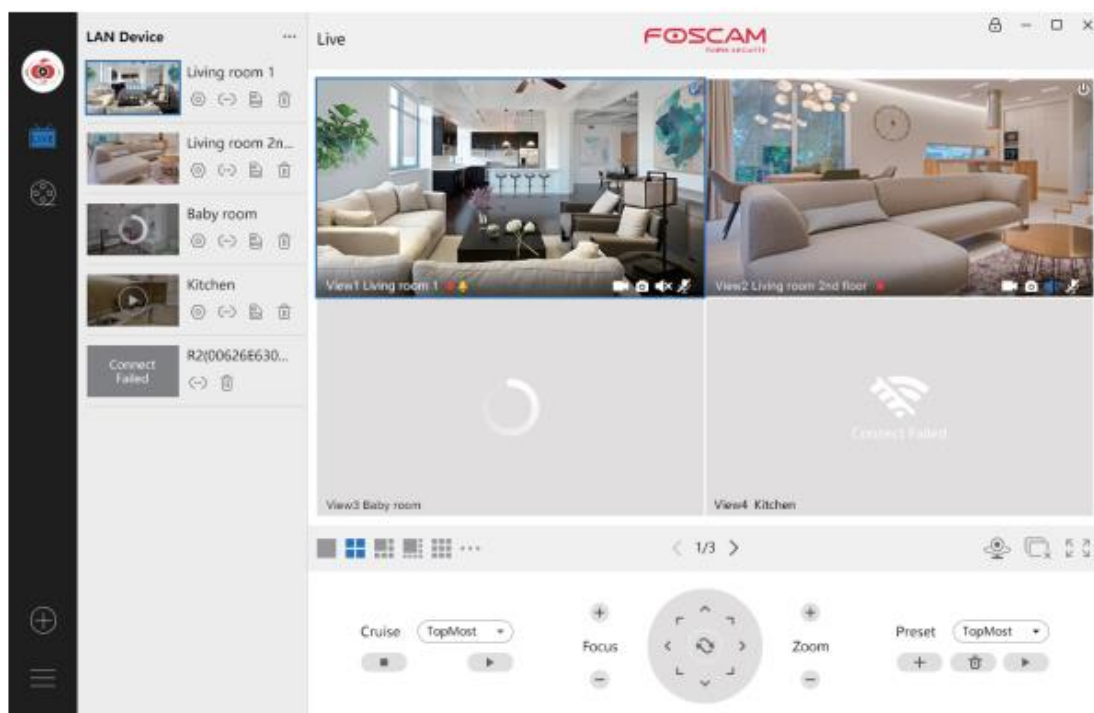 LAN Device
Live
FOSCAM
Living room 1
Living room 2n...
Baby room
Kitchen
Connect
Failed
R2(00626E630...
View1 Living room 1
View2 Living room 2nd floor
Connect Failed
View3 Baby room
View4 Kitchen
1/3
Cruise
TopMost
Focus
Zoom
Preset
TopMost